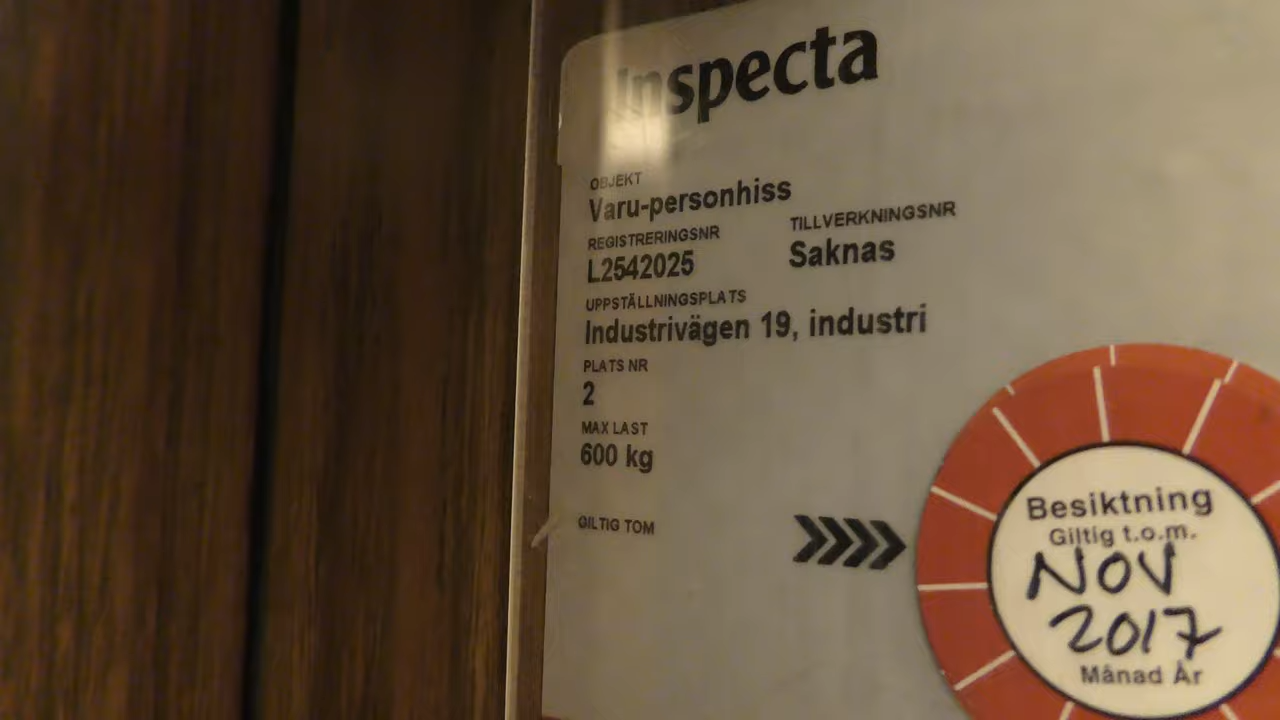 Inspecta
OBJEKT
Varu-personhiss
REGISTRERINGSNR TILLVERKNINGSNR
L2542025 Saknas
UPPSTÄLLNINGSPLATS
Industrivägen 19, industri
PLATS NR
2
MAX LAST
600 kg
GILTIG TOM
Besiktning
Giltig t.o.m.
NOV
2017
Månad År